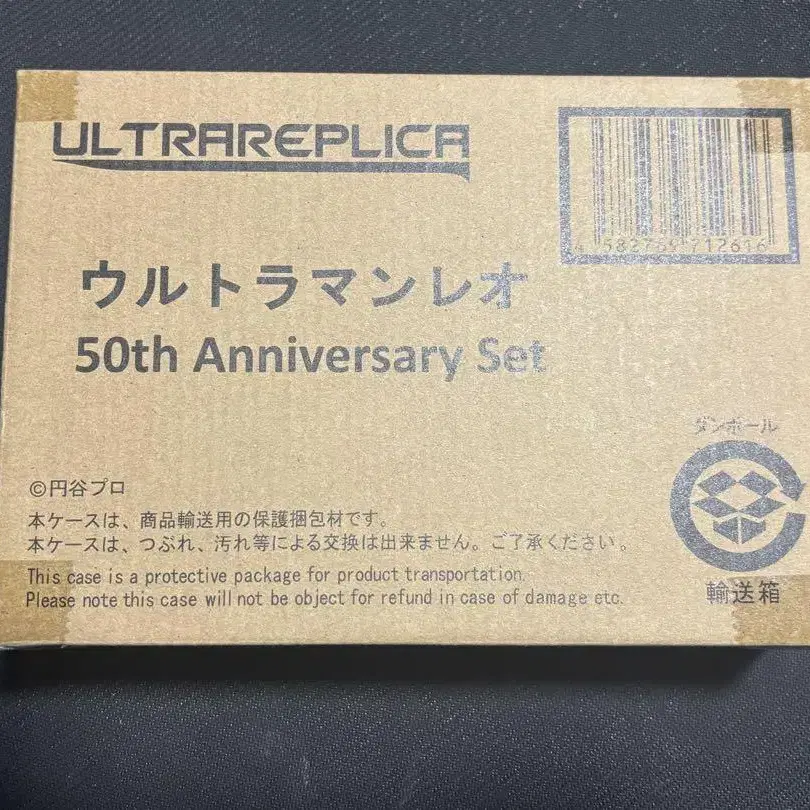 ULTRAREPLICA
4 582769 712616
ウルトラマンレオ
50th Anniversary Set
ダンボール
輸送箱
©円谷プロ
本ケースは、商品輸送用の保護梱包材です。
本ケースは、つぶれ、汚れ等による交換は出来ません。ご了承ください。
This case is a protective package for product transportation.
Please note this case will not be object for refund in case of damage etc.